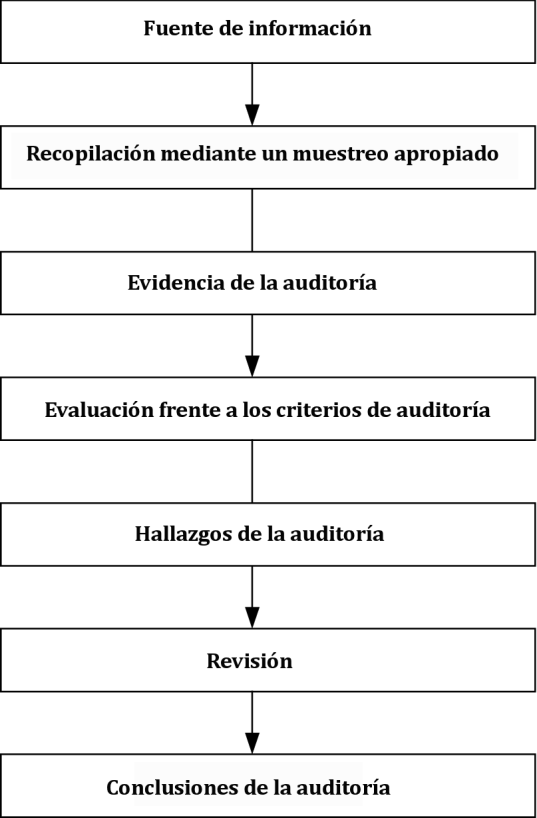 Fuente de información
Recopilación mediante un muestreo apropiado
Evidencia de la auditoría
Evaluación frente a los criterios de auditoría
Hallazgos de la auditoría
Revisión
Conclusiones de la auditoría